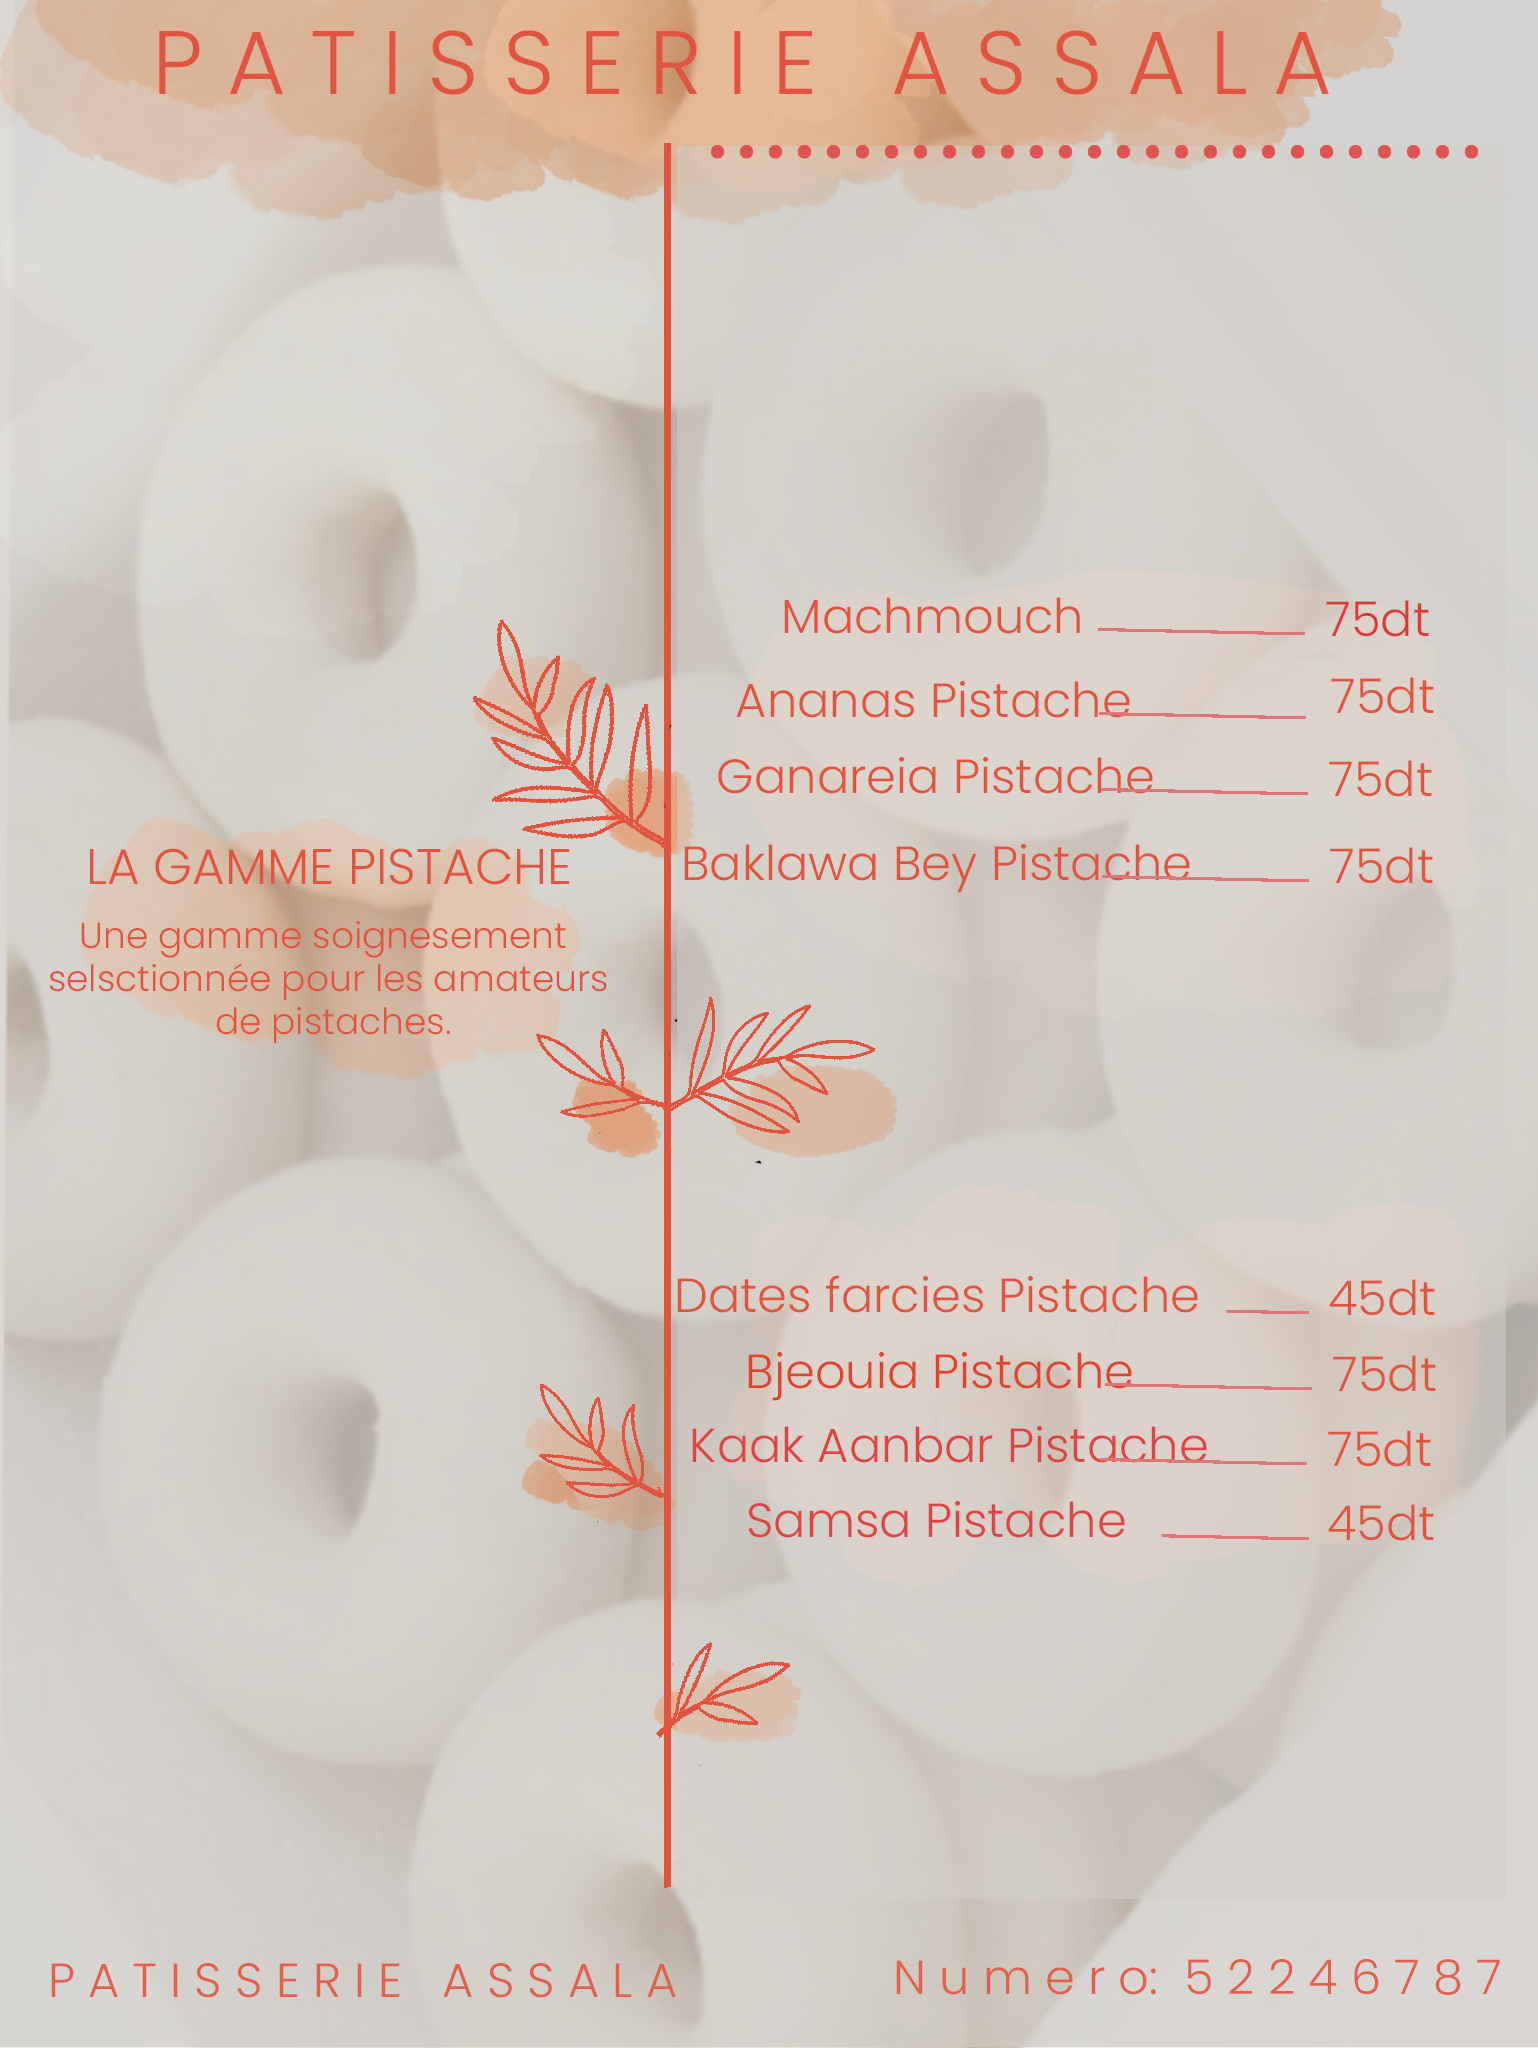 PATISSERIE ASSALA
LA GAMME PISTACHE
Une gamme soignesement
selsctionnée pour les amateurs
de pistaches.
Machmouch 75dt
Ananas Pistache 75dt
Ganareia Pistache 75dt
Baklawa Bey Pistache 75dt
Dates farcies Pistache 45dt
Bjeouia Pistache 75dt
Kaak Aanbar Pistache 75dt
Samsa Pistache 45dt
PATISSERIE ASSALA
Numero: 52246787